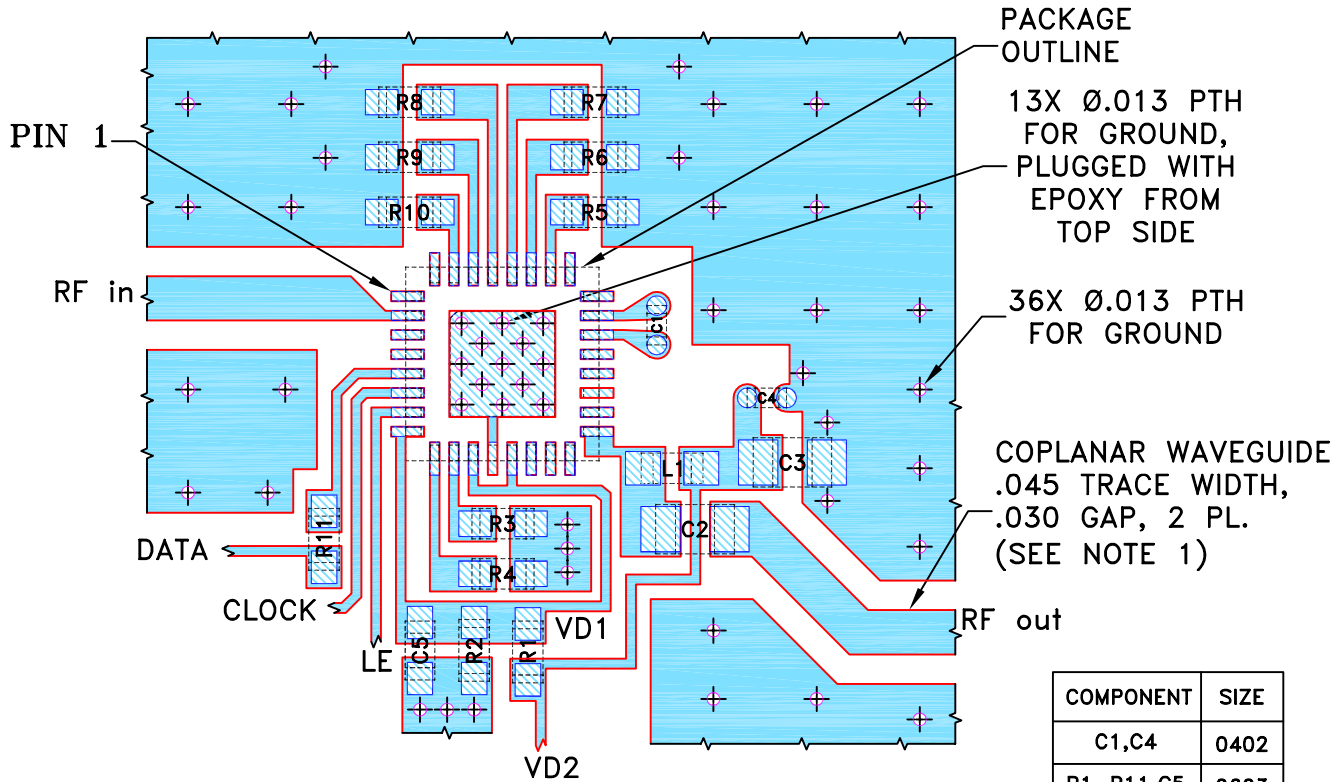 PACKAGE
OUTLINE
13X Ø.013 PTH
FOR GROUND,
PLUGGED WITH
EPOXY FROM
TOP SIDE
PIN 1
R8
R7
R9
R6
R10
R5
RF in
C1
36X Ø.013 PTH
FOR GROUND
C4
L1
C3
COPLANAR WAVEGUIDE
.045 TRACE WIDTH,
.030 GAP, 2 PL.
(SEE NOTE 1)
R11
R3
C2
DATA
R4
CLOCK
VD1
RF out
LE
C5
R2
R1
VD2
COMPONENT SIZE
C1,C4 0402